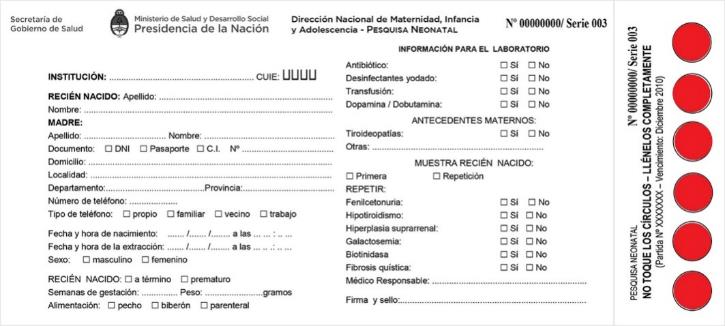 Secretaría de
Gobierno de Salud
Ministerio de Salud y Desarrollo Social
Presidencia de la Nación
Dirección Nacional de Maternidad, Infancia
y Adolescencia - PESQUISA NEONATAL
Nº 00000000/ Serie 003
INSTITUCIÓN: ........................................ CUIE:
RECIÉN NACIDO: Apellido: ........................................
Nombre: ........................................
MADRE:
Apellido: ............................ Nombre: ........................................
Documento: ☐ DNI ☐ Pasaporte ☐ C.I. Nº ............................
Domicilio: ........................................
Localidad: ........................................
Departamento:................................Provincia:................................
Número de teléfono: ..................
Tipo de teléfono: ☐ propio ☐ familiar ☐ vecino ☐ trabajo
Fecha y hora de nacimiento: ....... /......../........ a las ... ... : ... ...
Fecha y hora de la extracción: ....... /......../........ a las ... ... : ... ...
Sexo: ☐ masculino ☐ femenino
RECIÉN NACIDO: ☐ a término ☐ prematuro
Semanas de gestación: ............... Peso: ...................gramos
Alimentación: ☐ pecho ☐ biberón ☐ parenteral
INFORMACIÓN PARA EL LABORATORIO
Antibiótico: ☐ Sí ☐ No
Desinfectantes yodado: ☐ Sí ☐ No
Transfusión: ☐ Sí ☐ No
Dopamina / Dobutamina: ☐ Sí ☐ No
ANTECEDENTES MATERNOS:
Tiroideopatías: ☐ Sí ☐ No
Otras: ........................................
MUESTRA RECIÉN NACIDO:
☐ Primera ☐ Repetición
REPETIR:
Fenilcetonuria: ☐ Sí ☐ No
Hipotiroidismo: ☐ Sí ☐ No
Hiperplasia suprarrenal: ☐ Sí ☐ No
Galactosemia: ☐ Sí ☐ No
Biotinidasa ☐ Sí ☐ No
Fibrosis quística: ☐ Sí ☐ No
Médico Responsable: ........................................
Firma y sello:........................................
PESQUISA NEONATAL Nº 00000000/ Serie 003
NO TOQUE LOS CÍRCULOS – LLÉNELOS COMPLETAMENTE
(Partida Nº XXXXXXX – Vencimiento: Diciembre 2010)